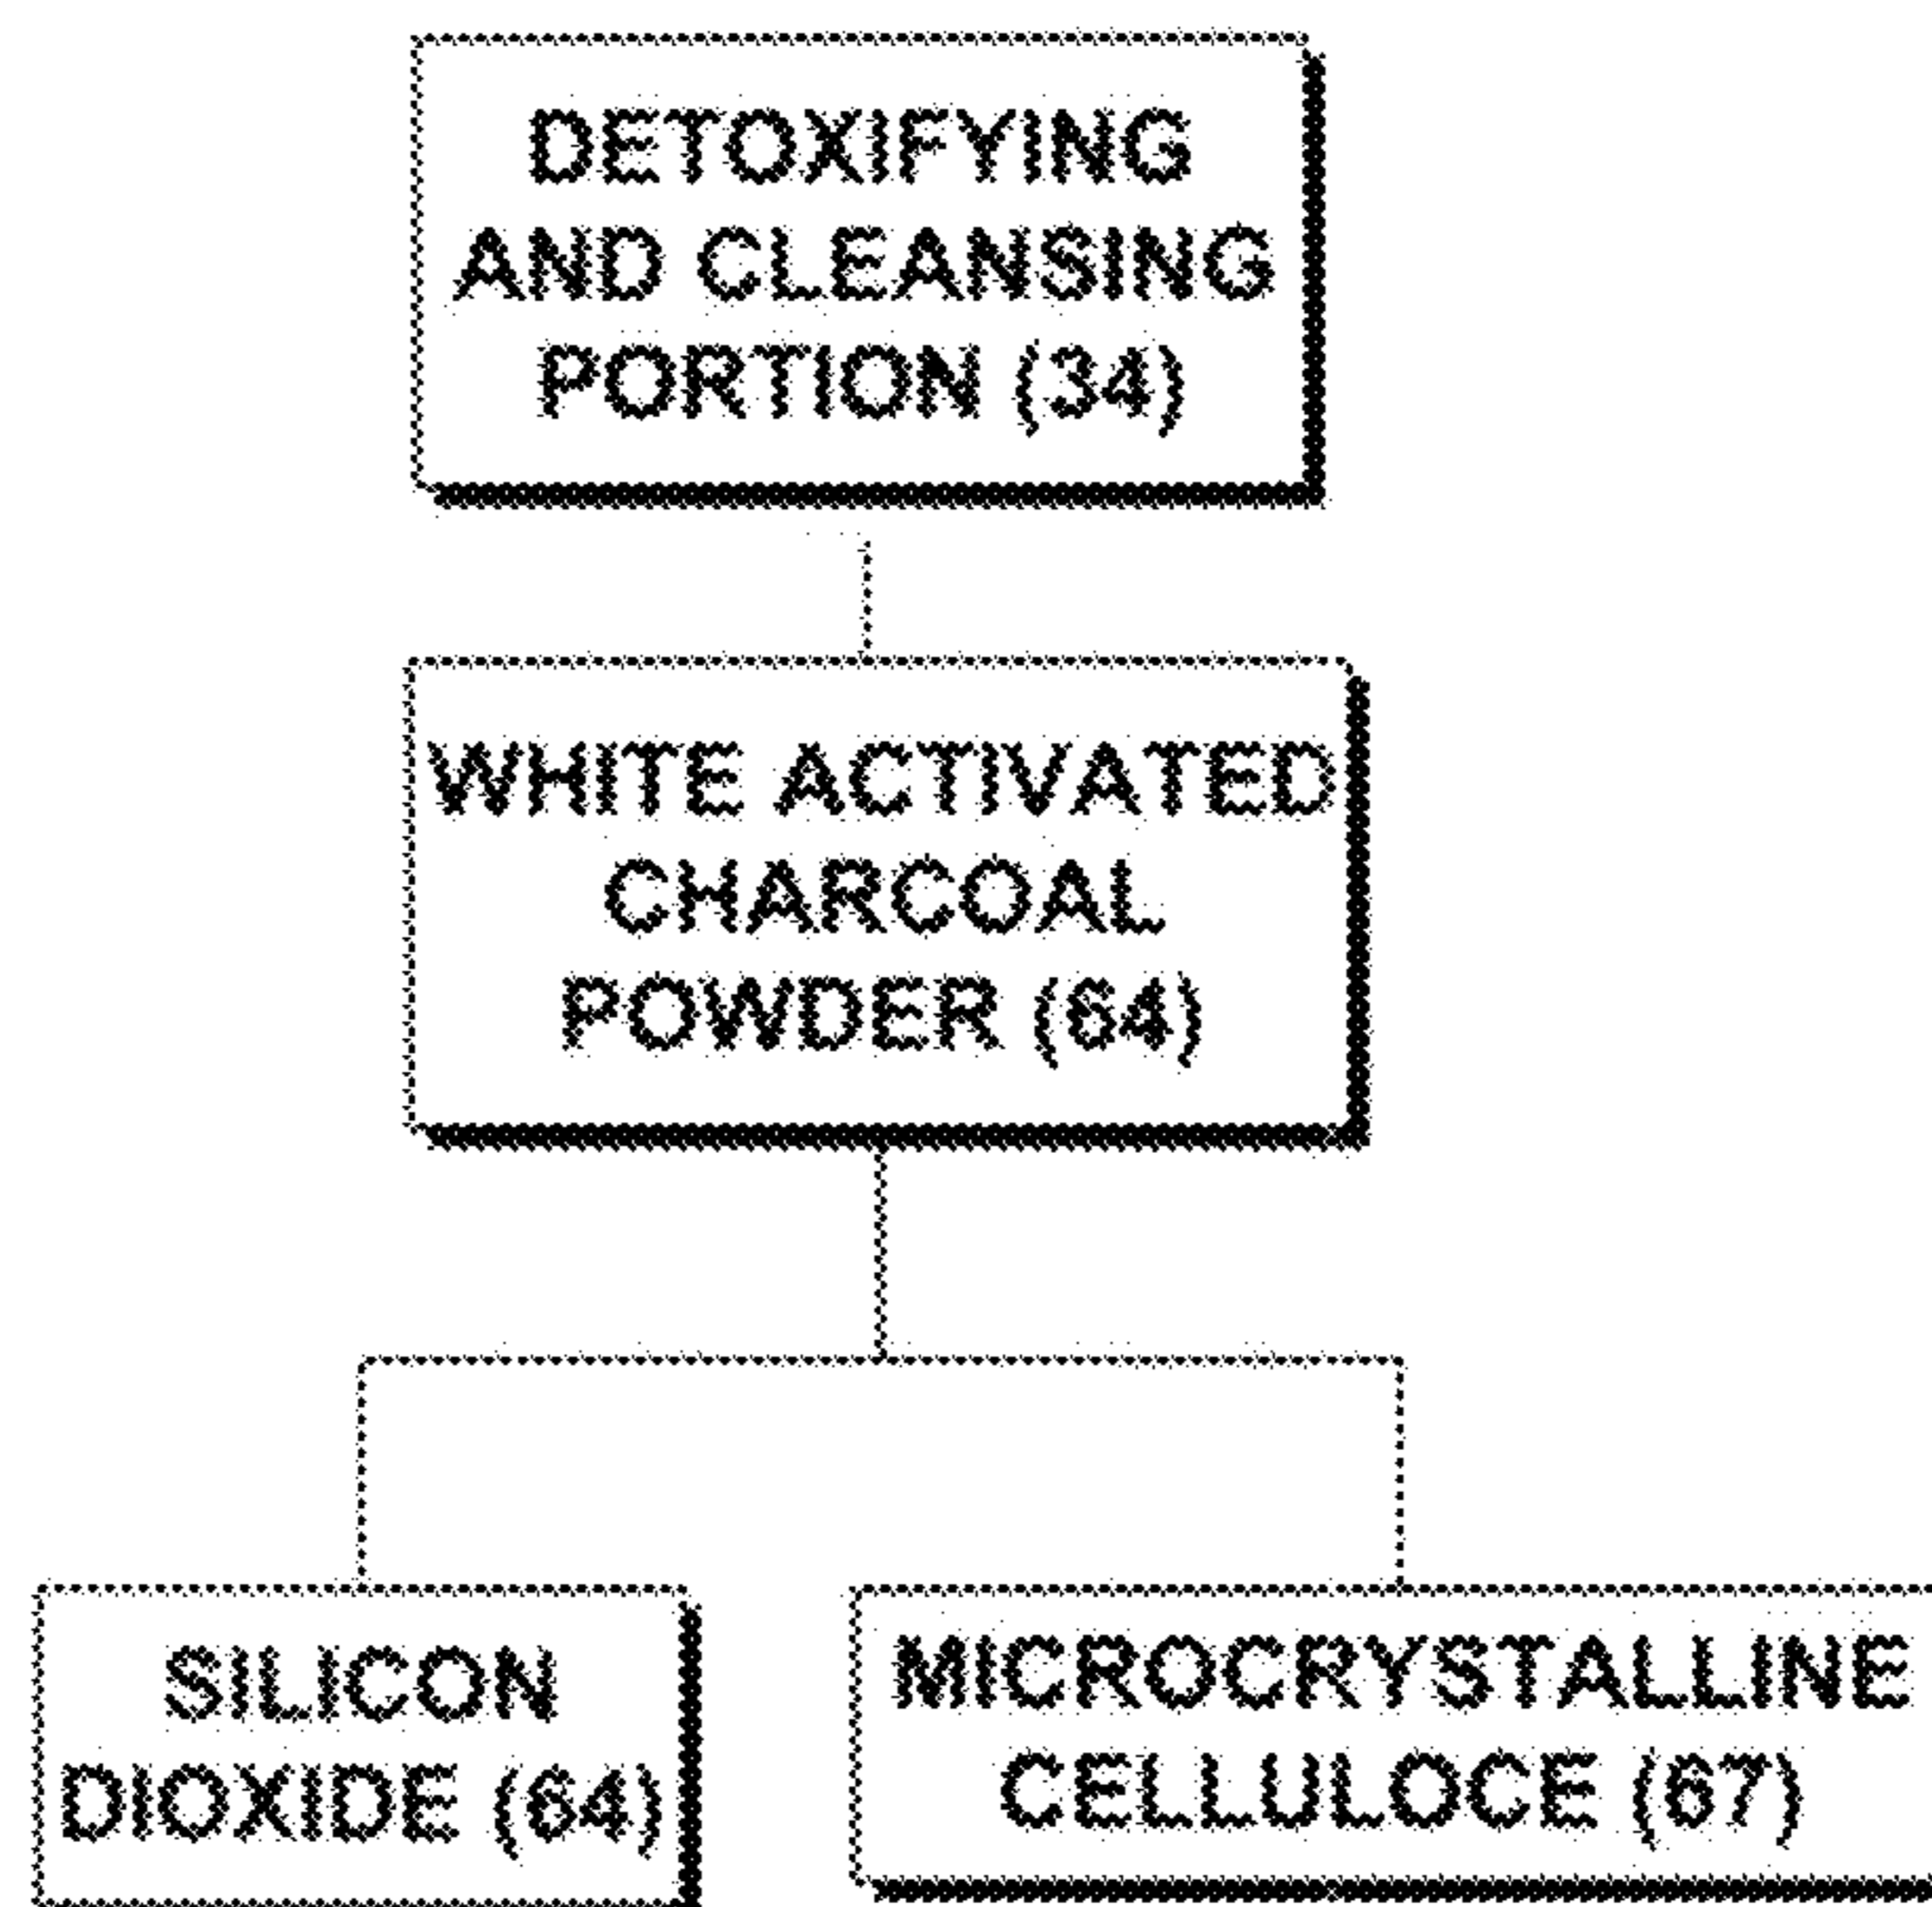 DETOXIFYING
AND CLEANSING
PORTION (34)
WHITE ACTIVATED
CHARCOAL
POWDER (64)
SILICON
DIOXIDE (64)
MICROCRYSTALLINE
CELLULOCE (67)